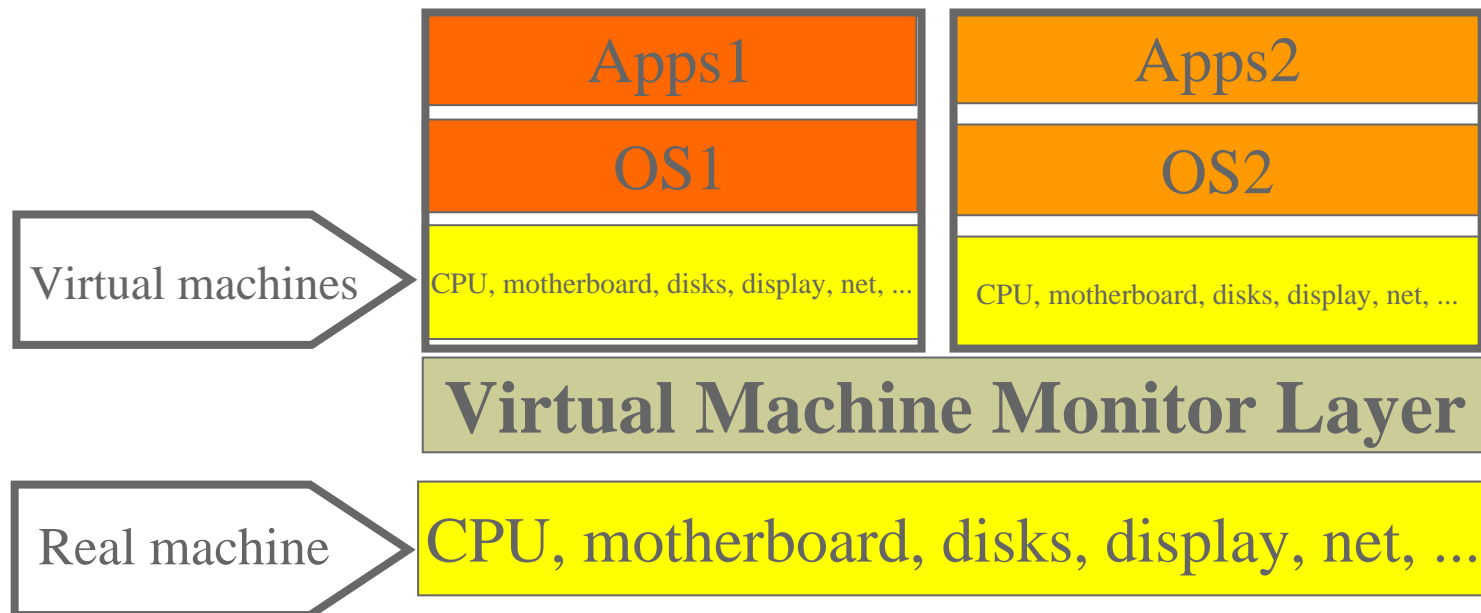 Apps1
Apps2
OS1
OS2
Virtual machines
CPU, motherboard, disks, display, net, ...
CPU, motherboard, disks, display, net, ...
Virtual Machine Monitor Layer
Real machine
CPU, motherboard, disks, display, net, ...